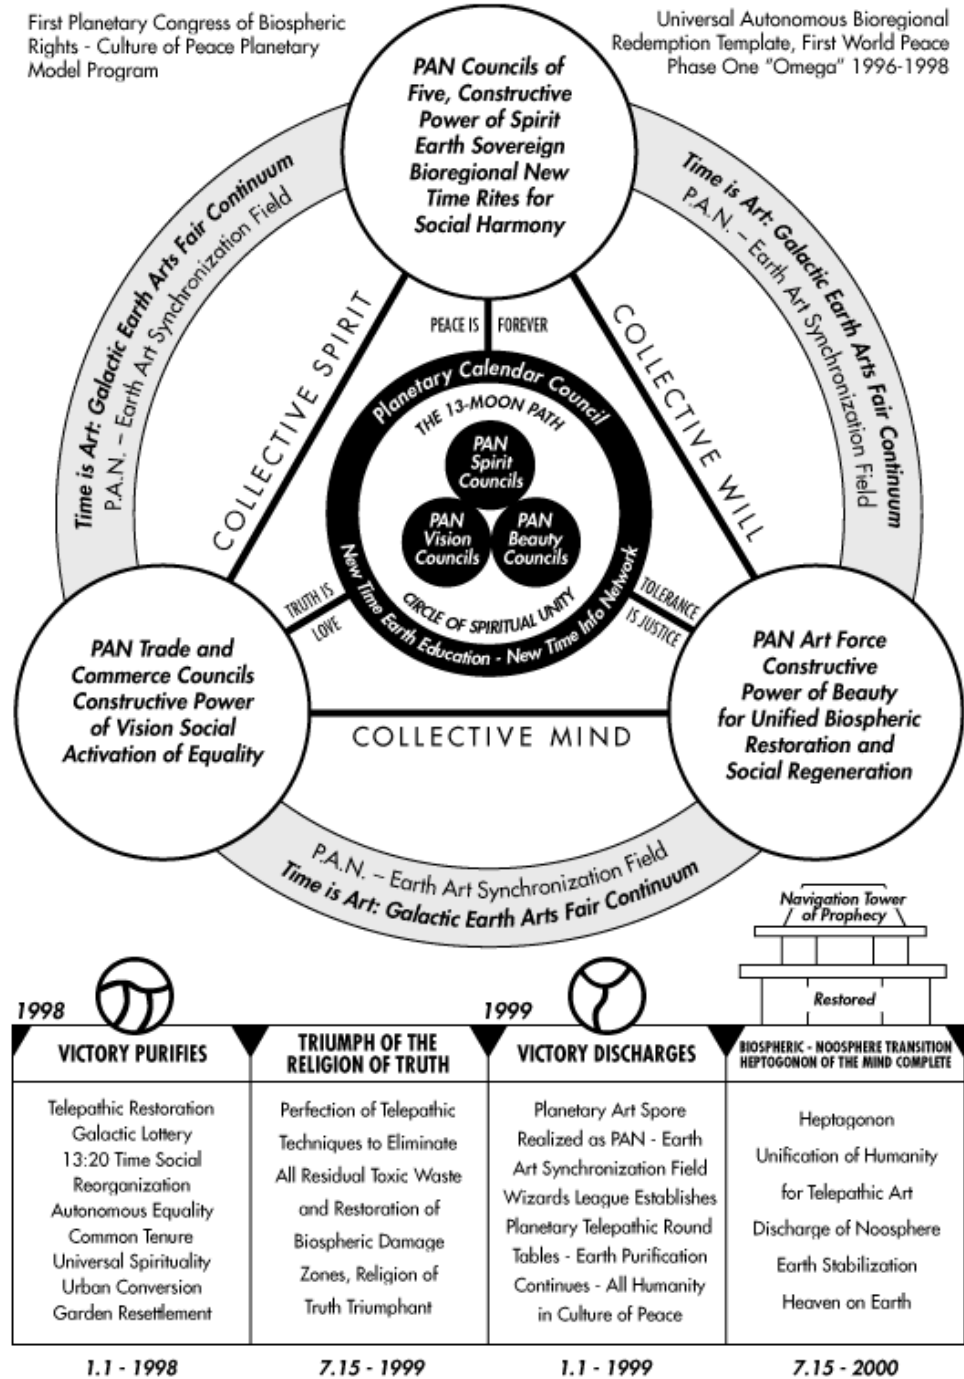 First Planetary Congress of Biospheric
Rights - Culture of Peace Planetary
Model Program
Universal Autonomous Bioregional
Redemption Template, First World Peace
Phase One "Omega" 1996-1998
PAN Councils of
Five, Constructive
Power of Spirit
Earth Sovereign
Bioregional New
Time Rites for
Social Harmony
Time is Art: Galactic Earth Arts Fair Continuum
P.A.N. – Earth Art Synchronization Field
Time is Art: Galactic Earth Arts Fair Continuum
P.A.N. – Earth Art Synchronization Field
COLLECTIVE SPIRIT
COLLECTIVE WILL
PEACE IS FOREVER
Planetary Calendar Council
THE 13-MOON PATH
PAN
Spirit
Councils
PAN
Vision
Councils
PAN
Beauty
Councils
CIRCLE OF SPIRITUAL UNITY
New Time Earth Education - New Time Info Network
TRUTH IS
LOVE
TOLERANCE
IS JUSTICE
PAN Trade and
Commerce Councils
Constructive Power
of Vision Social
Activation of Equality
PAN Art Force
Constructive
Power of Beauty
for Unified Biospheric
Restoration and
Social Regeneration
COLLECTIVE MIND
P.A.N. – Earth Art Synchronization Field
Time is Art: Galactic Earth Arts Fair Continuum
Navigation Tower
of Prophecy
Restored
1998
1999
VICTORY PURIFIES
Telepathic Restoration
Galactic Lottery
13:20 Time Social
Reorganization
Autonomous Equality
Common Tenure
Universal Spirituality
Urban Conversion
Garden Resettlement
1.1 - 1998
TRIUMPH OF THE
RELIGION OF TRUTH
Perfection of Telepathic
Techniques to Eliminate
All Residual Toxic Waste
and Restoration of
Biospheric Damage
Zones, Religion of
Truth Triumphant
7.15 - 1999
VICTORY DISCHARGES
Planetary Art Spore
Realized as PAN - Earth
Art Synchronization Field
Wizards League Establishes
Planetary Telepathic Round
Tables - Earth Purification
Continues - All Humanity
in Culture of Peace
1.1 - 1999
BIOSPHERIC - NOOSPHERE TRANSITION
HEPTOGONON OF THE MIND COMPLETE
Heptagonon
Unification of Humanity
for Telepathic Art
Discharge of Noosphere
Earth Stabilization
Heaven on Earth
7.15 - 2000